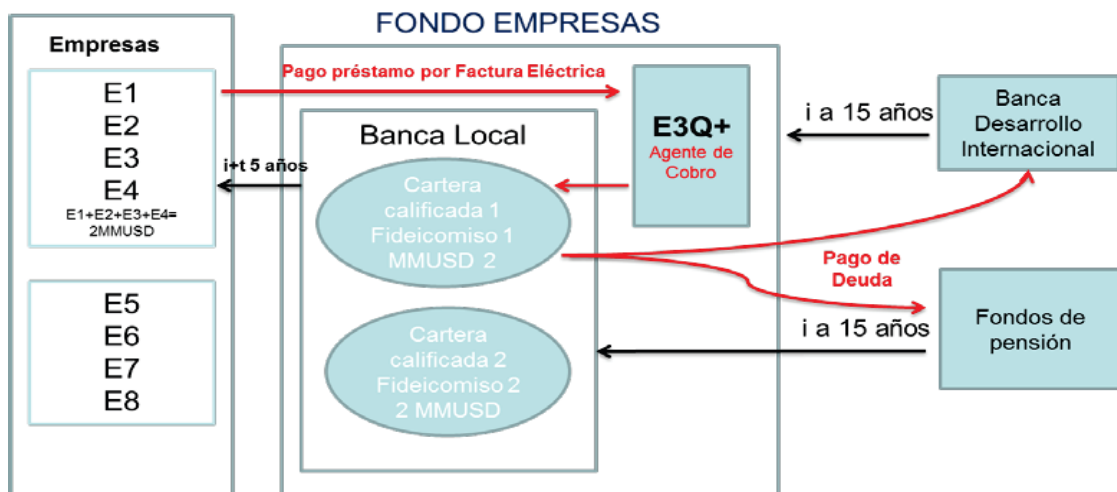 FONDO EMPRESAS
Empresas
E1
E2
E3
E4
E1+E2+E3+E4=
2MMUSD
E5
E6
E7
E8
Pago préstamo por Factura Eléctrica
i+t 5 años
Banca Local
Cartera
calificada 1
Fideicomiso 1
MMUSD 2
Cartera
calificada 2
Fideicomiso 2
2 MMUSD
E3Q+
Agente de
Cobro
i a 15 años
Banca
Desarrollo
Internacional
Pago de
Deuda
i a 15 años
Fondos de
pensión